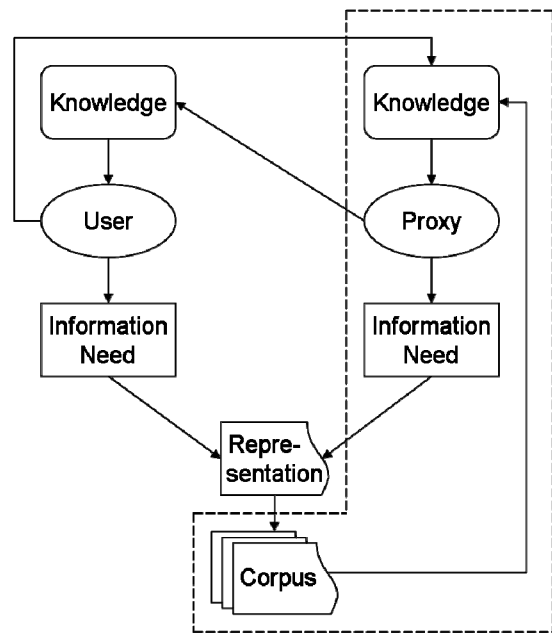 Knowledge
Knowledge
User
Proxy
Information
Need
Information
Need
Repre-
sentation
Corpus